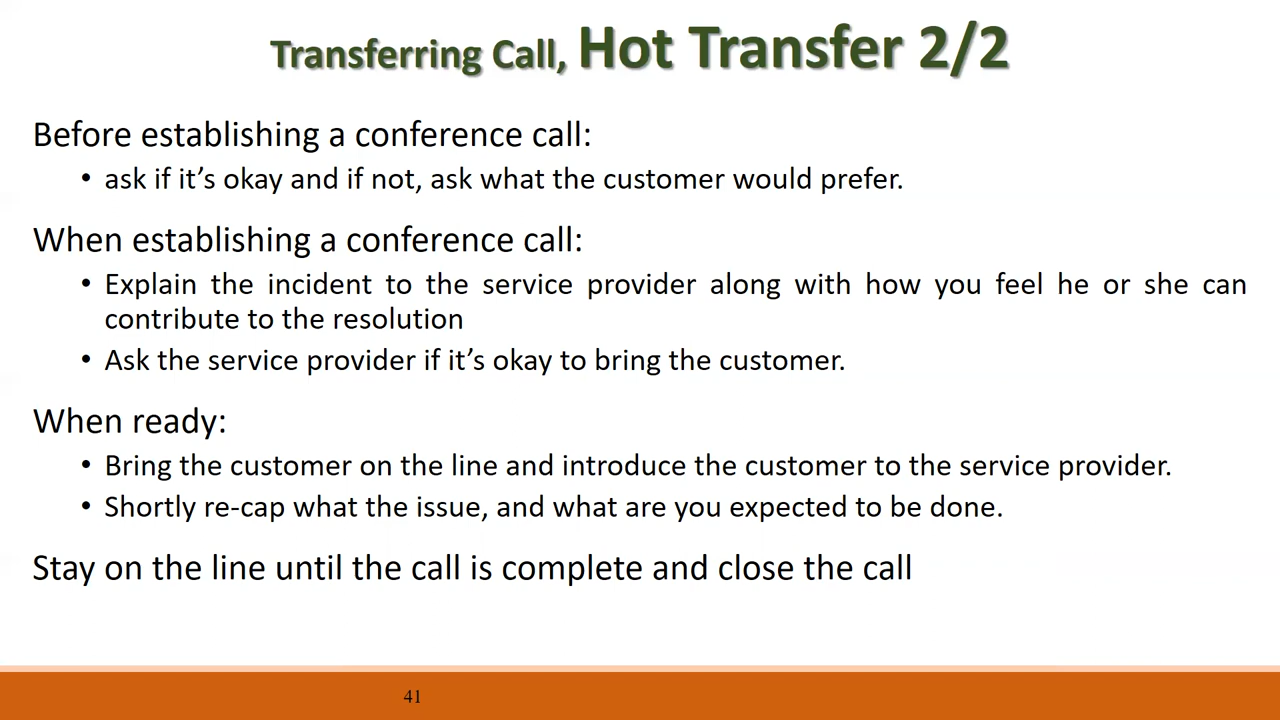 Transferring Call, Hot Transfer 2/2
Before establishing a conference call:
• ask if it’s okay and if not, ask what the customer would prefer.
When establishing a conference call:
• Explain the incident to the service provider along with how you feel he or she can
contribute to the resolution
• Ask the service provider if it’s okay to bring the customer.
When ready:
• Bring the customer on the line and introduce the customer to the service provider.
• Shortly re-cap what the issue, and what are you expected to be done.
Stay on the line until the call is complete and close the call
41